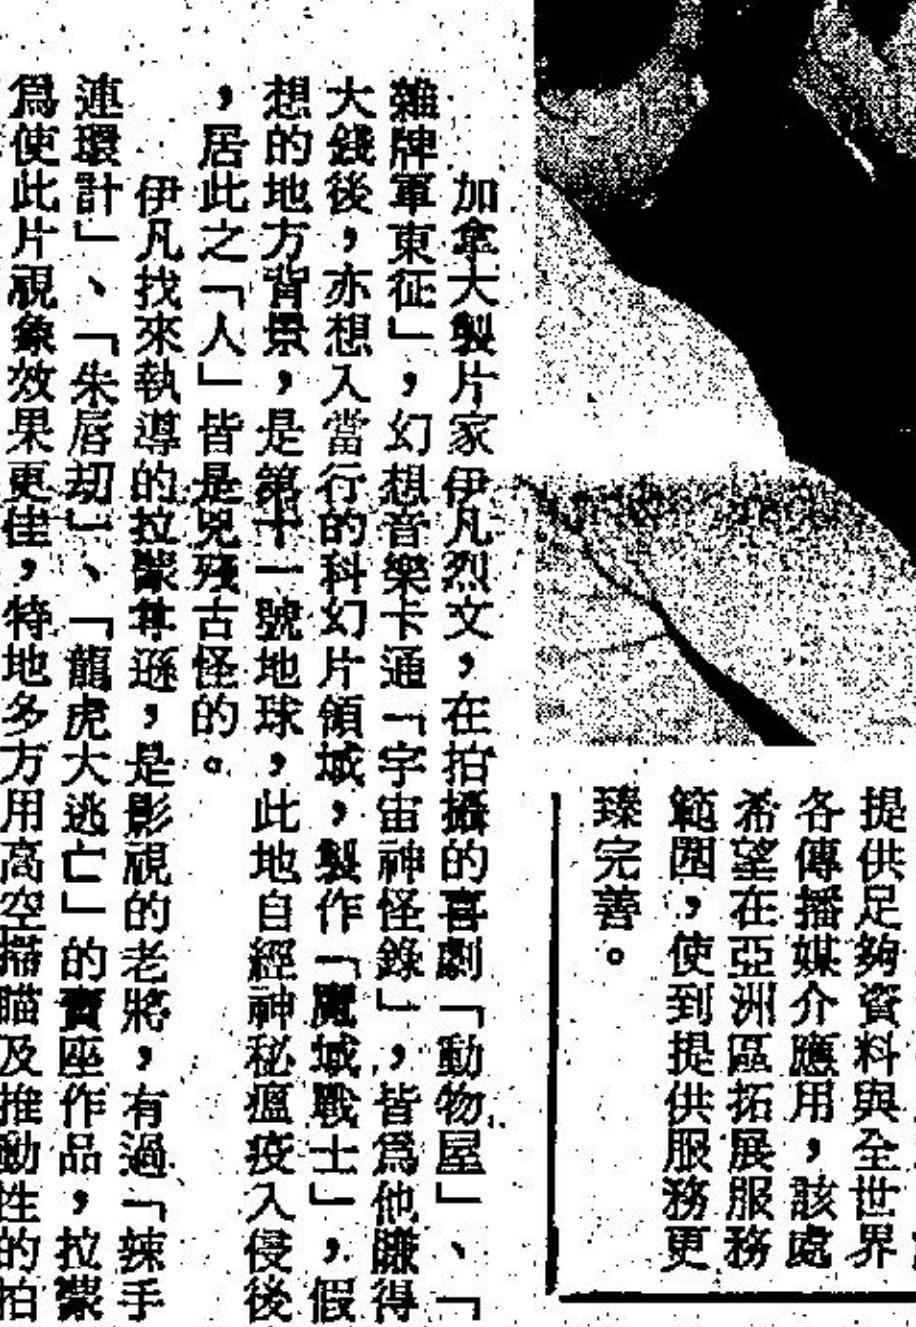 提供足夠資料與全世界
各傳播媒介應用，該處
希望在亞洲區拓展服務
範圍，使到提供服務更
臻完善。
加拿大製片家伊凡烈文，在拍攝的喜劇「動物屋」、「
雜牌軍東征」，幻想音樂卡通「宇宙神怪錄」，皆爲他賺得
大錢後，亦想入當行的科幻片領域，製作「魔域戰士」，假
想的地方背景，是第十一號地球，此地自經神秘瘟疫入侵後
，居此之「人」皆是兇殘古怪的。
伊凡找來執導的拉蒙莘遜，是影視的老將，有過「辣手
連環計」、「朱唇刧」、「龍虎大逃亡」的賣座作品，拉蒙
爲使此片視象效果更佳，特地多方用高空掃瞄及推動性的拍